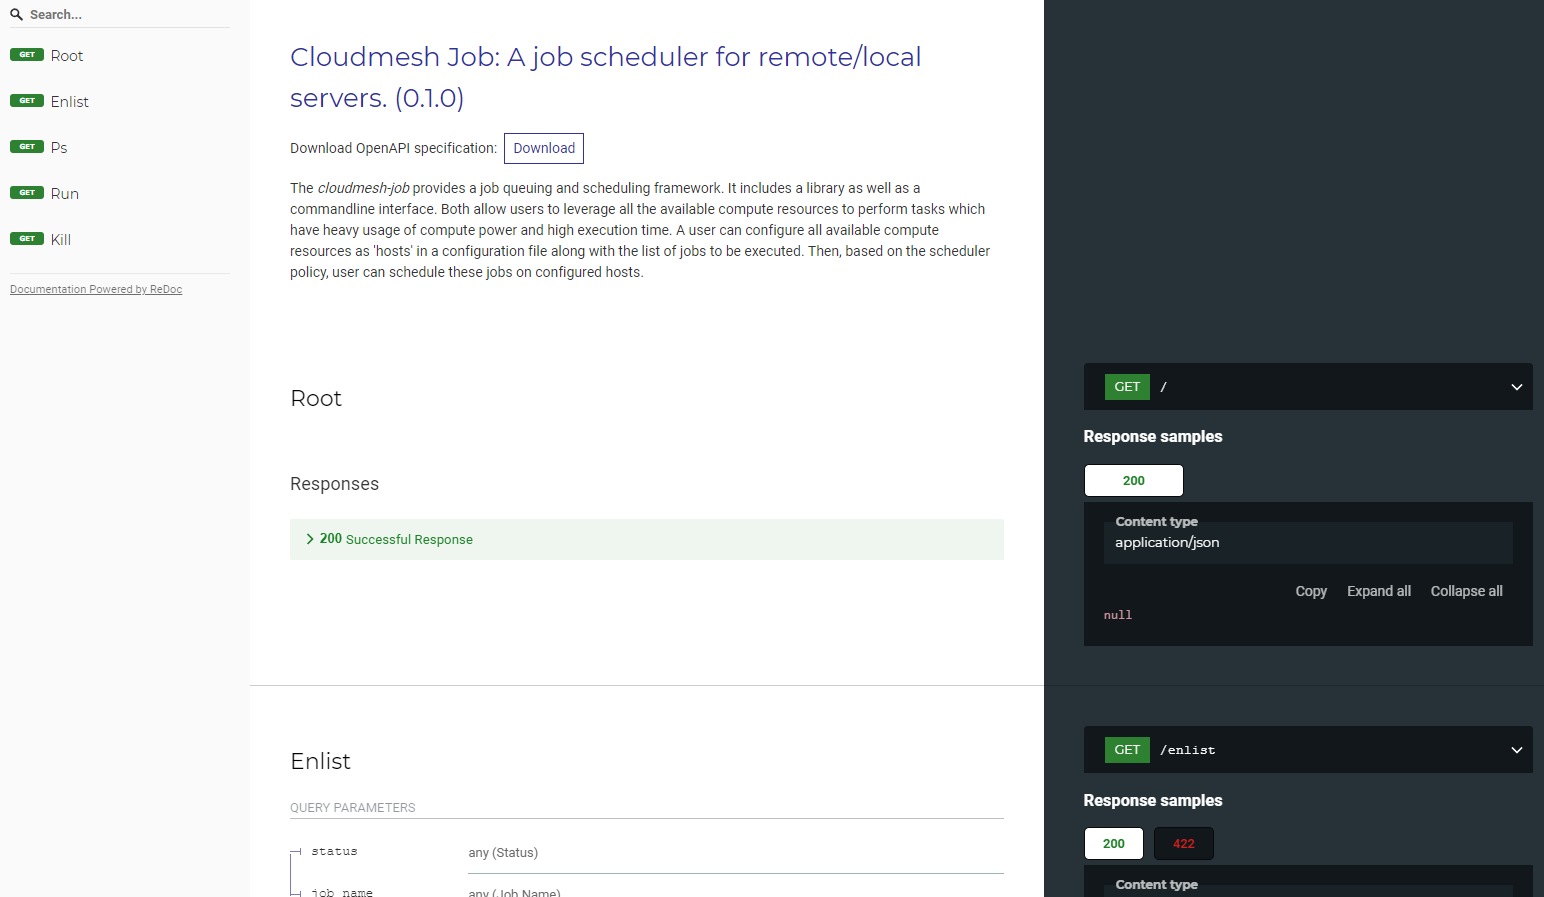 Search...
GET Root
GET Enlist
GET Ps
GET Run
GET Kill
Documentation Powered by ReDoc
Cloudmesh Job: A job scheduler for remote/local
servers. (0.1.0)
Download OpenAPI specification: Download
The cloudmesh-job provides a job queuing and scheduling framework. It includes a library as well as a
commandline interface. Both allow users to leverage all the available compute resources to perform tasks which
have heavy usage of compute power and high execution time. A user can configure all available compute
resources as 'hosts' in a configuration file along with the list of jobs to be executed. Then, based on the scheduler
policy, user can schedule these jobs on configured hosts.
Root
Responses
200 Successful Response
GET /
Response samples
200
Content type
application/json
Copy Expand all Collapse all
null
Enlist
QUERY PARAMETERS
status any (Status)
job_name any (Job Name)
GET /enlist
Response samples
200 422
Content type